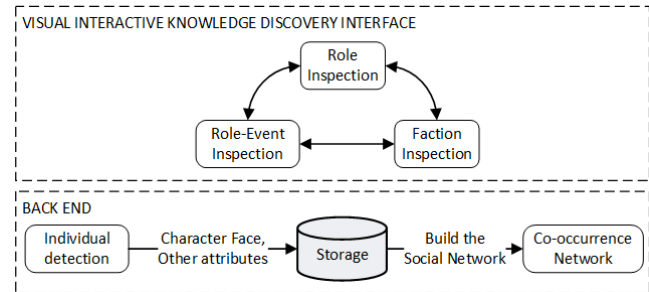 VISUAL INTERACTIVE KNOWLEDGE DISCOVERY INTERFACE
Role
Inspection
Role-Event
Inspection
Faction
Inspection
BACK END
Individual
detection
Character Face,
Other attributes
Storage
Build the
Social Network
Co-occurrence
Network